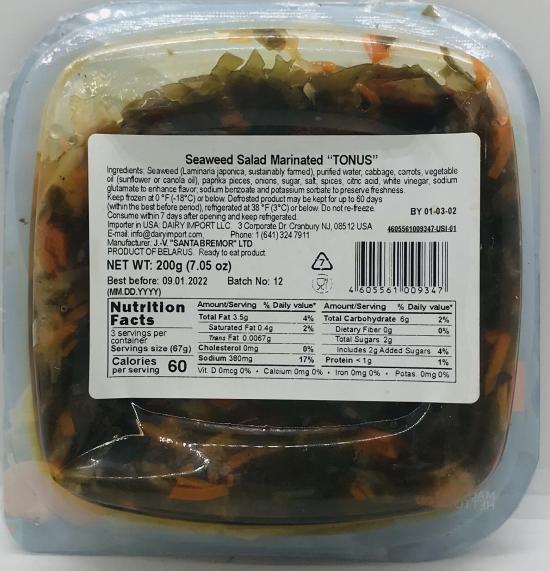 Seaweed Salad Marinated "TONUS"
Ingredients: Seaweed (Laminaria japonica, sustainably farmed), purified water, cabbage, carrots, vegetable
oil (sunflower or canola oil), paprika pieces, onions, sugar, salt, spices, citric acid, white vinegar, sodium
glutamate to enhance flavor, sodium benzoate and potassium sorbate to preserve freshness.
Keep frozen at 0 °F (-18°C) or below. Defrosted product may be kept for up to 60 days
(within the best before period), refrigerated at 38 °F (3°C) or below. Do not re-freeze.
Consume within 7 days after opening and keep refrigerated.
BY 01-03-02
Importer in USA: DAIRY IMPORT LLC 3 Corporate Dr. Cranbury NJ, 08512 USA
E-mail: info@dairyimport.com Phone: 1 (641) 324 7911
4605561009347-USI-01
Manufacturer: J.-V. "SANTA BREMOR" LTD
PRODUCT OF BELARUS. Ready to eat product
NET WT: 200g (7.05 oz)
Best before: 09.01.2022 Batch No: 12
(MM.DD.YYYY)
4 605561 009347
Nutrition
Facts
3 servings per
container
Servings size (67g)
Calories
per serving 60
Amount/Serving % Daily value*
Total Fat 3.5g 4%
Saturated Fat 0.4g 2%
Trans Fat 0.0067g
Cholesterol 0mg 0%
Sodium 380mg 17%
Amount/Serving % Daily value*
Total Carbohydrate 6g 2%
Dietary Fiber 0g 0%
Total Sugars 2g
Includes 2g Added Sugars 4%
Protein <1g 1%
Vit. D 0mcg 0% • Calcium 0mg 0% • Iron 0mg 0% • Potas. 0mg 0%